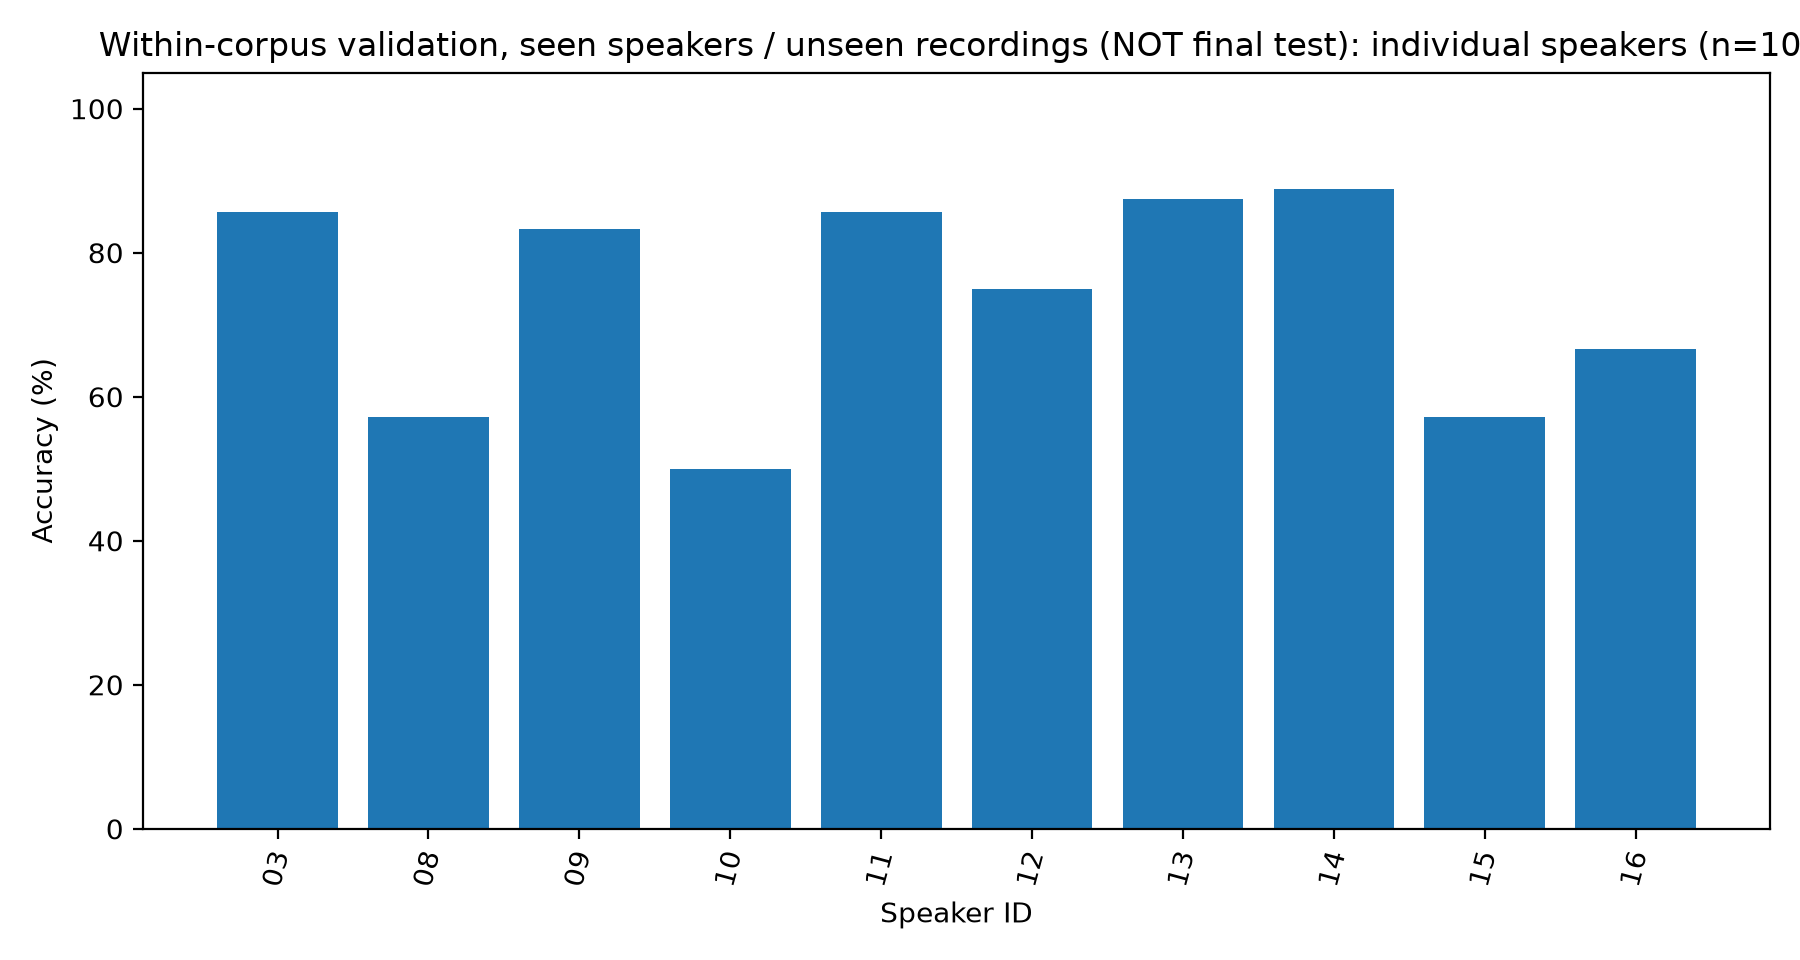 Within-corpus validation, seen speakers / unseen recordings (NOT final test): individual speakers (n=10
100
80
60
40
20
0
Accuracy (%)
03 08 09 10 11 12 13 14 15 16
Speaker ID